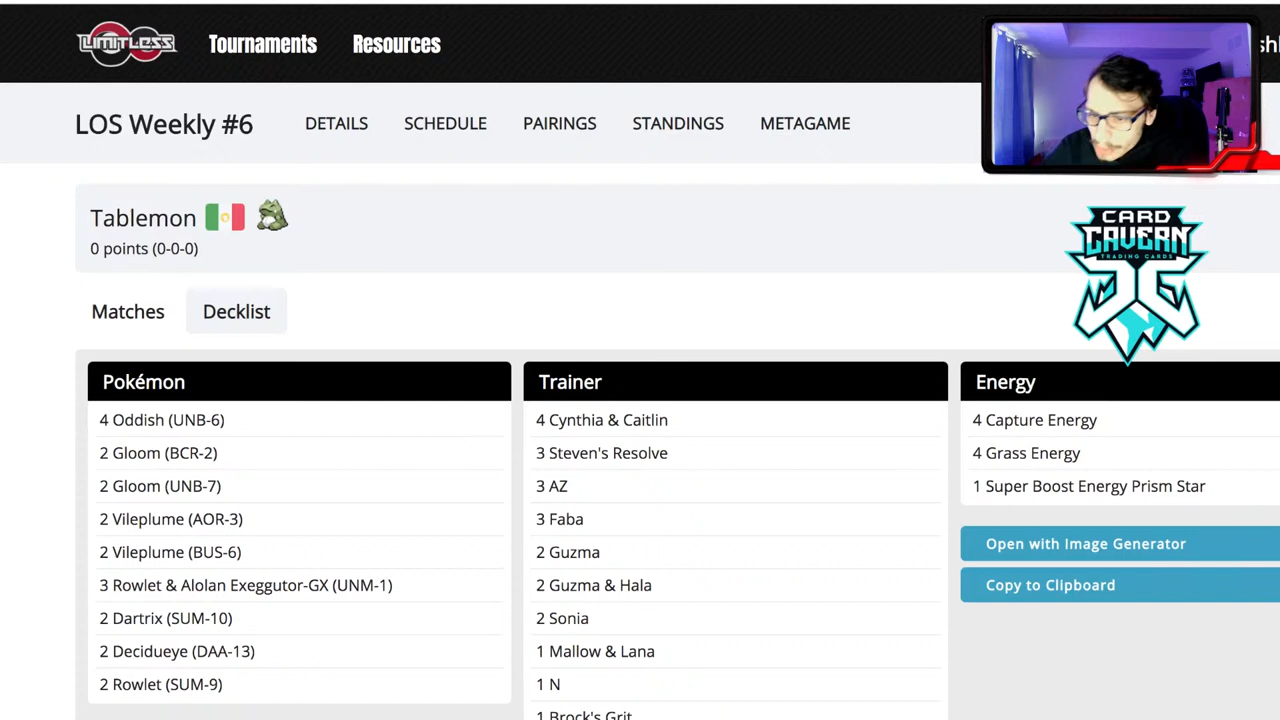 LIMITLESS
Tournaments
Resources
LOS Weekly #6
DETAILS
SCHEDULE
PAIRINGS
STANDINGS
METAGAME
Tablemon
0 points (0-0-0)
CARD
CAVERN
TRADING CARDS
Matches
Decklist
Pokémon
4 Oddish (UNB-6)
2 Gloom (BCR-2)
2 Gloom (UNB-7)
2 Vileplume (AOR-3)
2 Vileplume (BUS-6)
3 Rowlet & Alolan Exeggutor-GX (UNM-1)
2 Dartrix (SUM-10)
2 Decidueye (DAA-13)
2 Rowlet (SUM-9)
Trainer
4 Cynthia & Caitlin
3 Steven's Resolve
3 AZ
3 Faba
2 Guzma
2 Guzma & Hala
2 Sonia
1 Mallow & Lana
1 N
1 Brock's Grit
Energy
4 Capture Energy
4 Grass Energy
1 Super Boost Energy Prism Star
Open with Image Generator
Copy to Clipboard